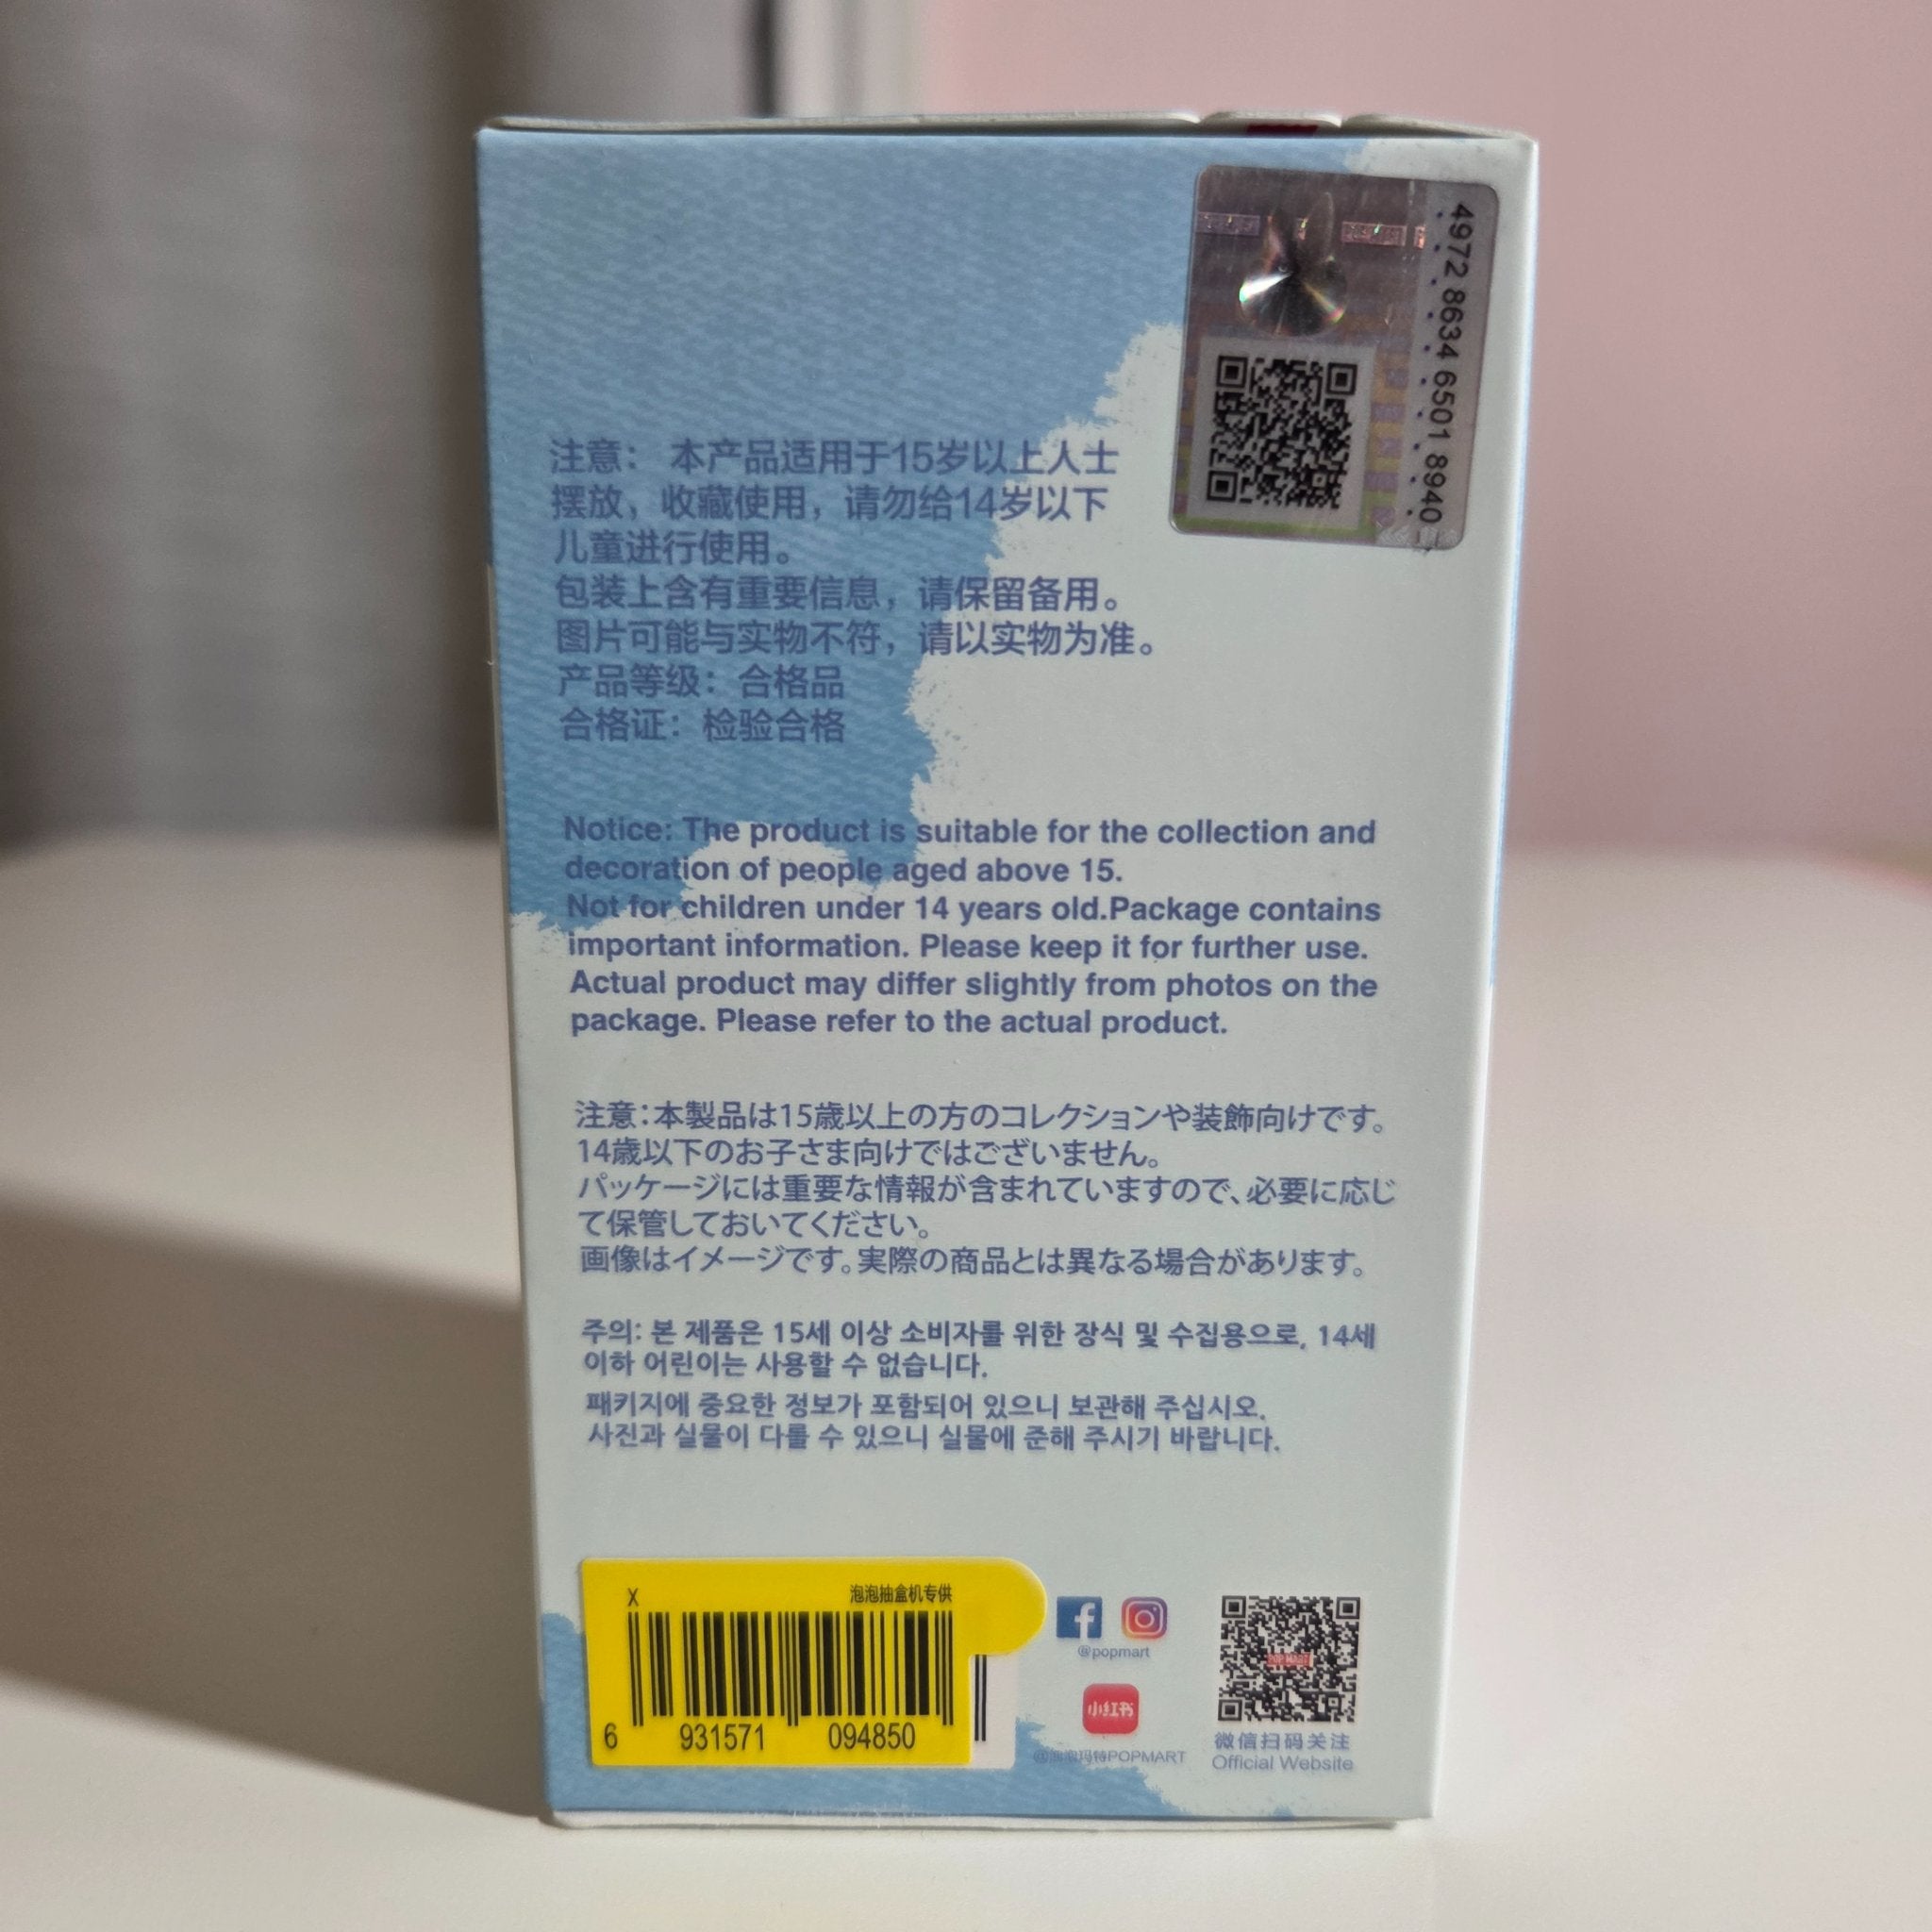 4972 8634 6501 8940
注意： 本产品适用于15岁以上人士
摆放，收藏使用，请勿给14岁以下
儿童进行使用。
包装上含有重要信息，请保留备用。
图片可能与实物不符，请以实物为准。
产品等级：合格品
合格证：检验合格
Notice: The product is suitable for the collection and
decoration of people aged above 15.
Not for children under 14 years old.Package contains
important information. Please keep it for further use.
Actual product may differ slightly from photos on the
package. Please refer to the actual product.
注意：本製品は15歳以上の方のコレクションや装飾向けです。
14歳以下のお子さま向けではございません。
パッケージには重要な情報が含まれていますので、必要に応じ
て保管しておいてください。
画像はイメージです。実際の商品とは異なる場合があります。
주의: 본 제품은 15세 이상 소비자를 위한 장식 및 수집용으로, 14세
이하 어린이는 사용할 수 없습니다.
패키지에 중요한 정보가 포함되어 있으니 보관해 주십시오.
사진과 실물이 다를 수 있으니 실물에 준해 주시기 바랍니다.
X 泡泡抽盒机专供
6 931571 094850
@popmart
小红书
@泡泡玛特POPMART
POP MART
微信扫码关注
Official Website